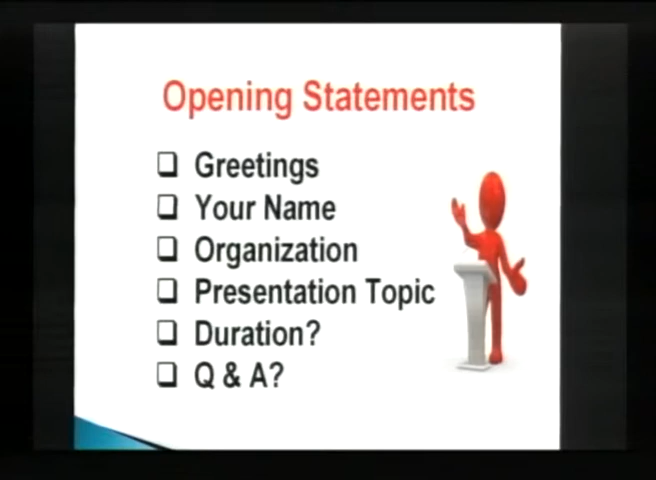 Opening Statements
❑ Greetings
❑ Your Name
❑ Organization
❑ Presentation Topic
❑ Duration?
❑ Q & A?